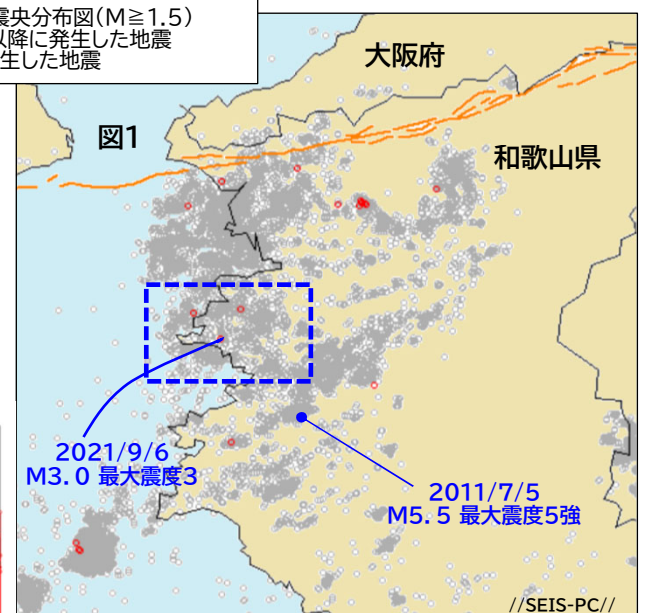 央分布図(M≧1.5)
以降に発生した地震
生した地震
大阪府
図1
和歌山県
2021/9/6
M3.0 最大震度3
2011/7/5
M5.5 最大震度5強
//SEIS-PC//